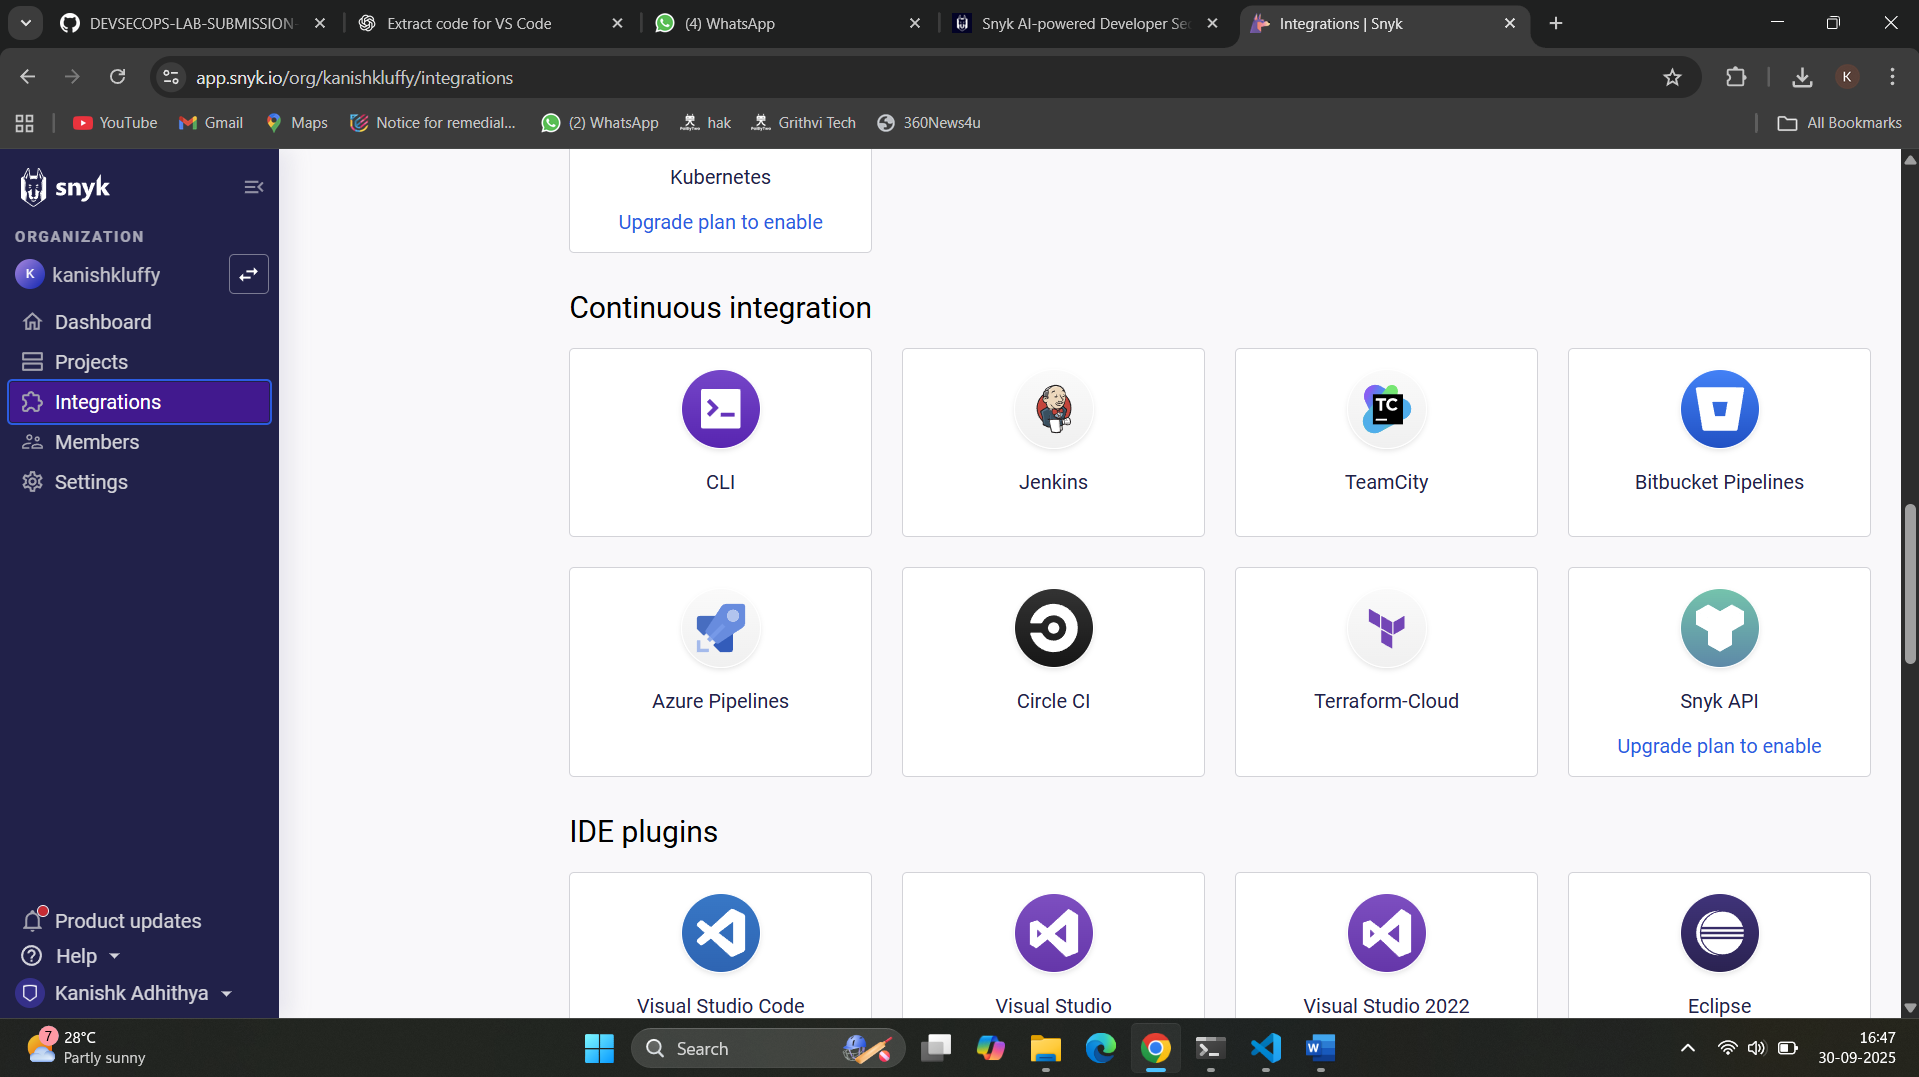 DEVSECOPS-LAB-SUBMISSION-
Extract code for VS Code
(4) WhatsApp
Snyk AI-powered Developer Se
Integrations | Snyk
app.snyk.io/org/kanishkluffy/integrations
K
YouTube
Gmail
Maps
Notice for remedial...
(2) WhatsApp
hak
Grithvi Tech
360News4u
All Bookmarks
snyk
ORGANIZATION
K
kanishkluffy
Dashboard
Projects
Integrations
Members
Settings
Product updates
Help
Kanishk Adhithya
Kubernetes
Upgrade plan to enable
Continuous integration
CLI
Jenkins
TC
TeamCity
Bitbucket Pipelines
Azure Pipelines
Circle CI
Terraform-Cloud
Snyk API
Upgrade plan to enable
IDE plugins
Visual Studio Code
Visual Studio
Visual Studio 2022
Eclipse
7
28°C
Partly sunny
Search
W
16:47
30-09-2025